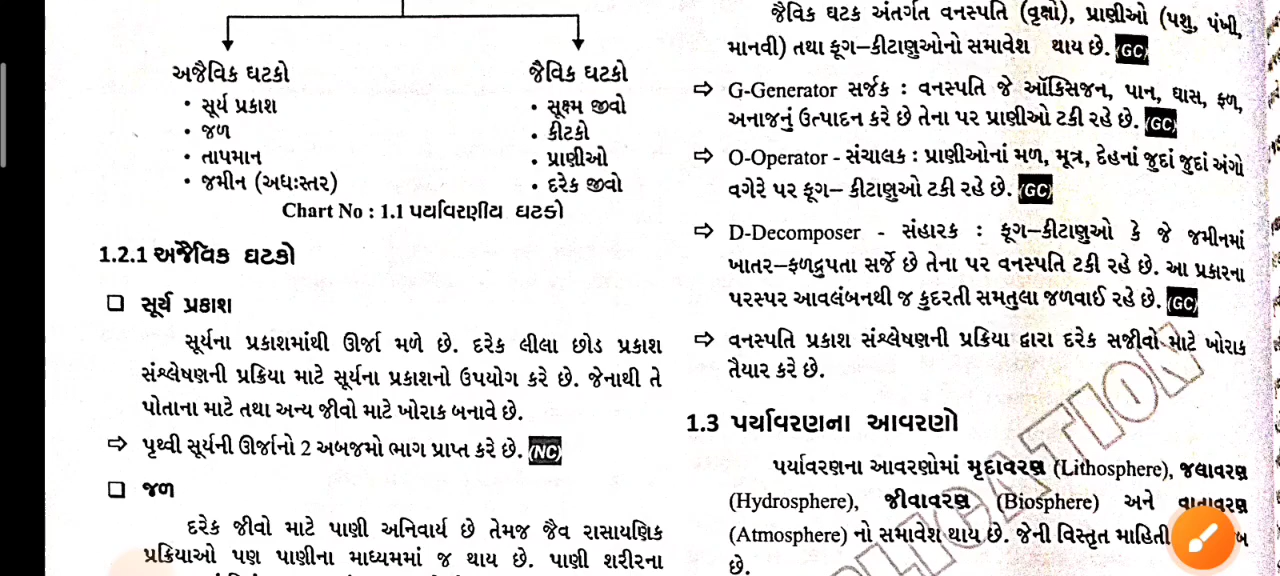 અજૈવિક ઘટકો
• સૂર્ય પ્રકાશ
• જળ
• તાપમાન
• જમીન (અધઃસ્તર)
જૈવિક ઘટકો
• સૂક્ષ્મ જીવો
• કીટકો
• પ્રાણીઓ
• દરેક જીવો
Chart No : 1.1 પર્યાવરણીય ઘટકો
1.2.1 અજૈવિક ઘટકો
❑ સૂર્ય પ્રકાશ
સૂર્યના પ્રકાશમાંથી ઊર્જા મળે છે. દરેક લીલા છોડ પ્રકાશ
સંશ્લેષણની પ્રક્રિયા માટે સૂર્યના પ્રકાશનો ઉપયોગ કરે છે. જેનાથી તે
પોતાના માટે તથા અન્ય જીવો માટે ખોરાક બનાવે છે.
⇨ પૃથ્વી સૂર્યની ઊર્જાનો 2 અબજમો ભાગ પ્રાપ્ત કરે છે. (NC)
❑ જળ
દરેક જીવો માટે પાણી અનિવાર્ય છે તેમજ જૈવ રાસાયણિક
પ્રક્રિયાઓ પણ પાણીના માધ્યમમાં જ થાય છે. પાણી શરીરના
જૈવિક ઘટક અંતર્ગત વનસ્પતિ (વૃક્ષો), પ્રાણીઓ (પશુ, પંખી,
માનવી) તથા ફૂગ–કીટાણુઓનો સમાવેશ થાય છે. (GC)
⇨ G-Generator સર્જક : વનસ્પતિ જે ઑક્સિજન, પાન, ઘાસ, ફળ,
અનાજનું ઉત્પાદન કરે છે તેના પર પ્રાણીઓ ટકી રહે છે. (GC)
⇨ O-Operator - સંચાલક : પ્રાણીઓનાં મળ, મૂત્ર, દેહનાં જુદાં જુદાં અંગો
વગેરે પર ફૂગ– કીટાણુઓ ટકી રહે છે. (GC)
⇨ D-Decomposer - સંહારક : ફૂગ–કીટાણુઓ કે જે જમીનમાં
ખાતર–ફળદ્રુપતા સર્જે છે તેના પર વનસ્પતિ ટકી રહે છે. આ પ્રકારના
પરસ્પર આવલંબનથી જ કુદરતી સમતુલા જળવાઈ રહે છે. (GC)
⇨ વનસ્પતિ પ્રકાશ સંશ્લેષણની પ્રક્રિયા દ્વારા દરેક સજીવો માટે ખોરાક
તૈયાર કરે છે.
1.3 પર્યાવરણના આવરણો
પર્યાવરણના આવરણોમાં મૃદાવરણ (Lithosphere), જલાવરણ
(Hydrosphere), જીવાવરણ (Biosphere) અને વાતાવરણ
(Atmosphere) નો સમાવેશ થાય છે. જેની વિસ્તૃત માહિતી
છે.